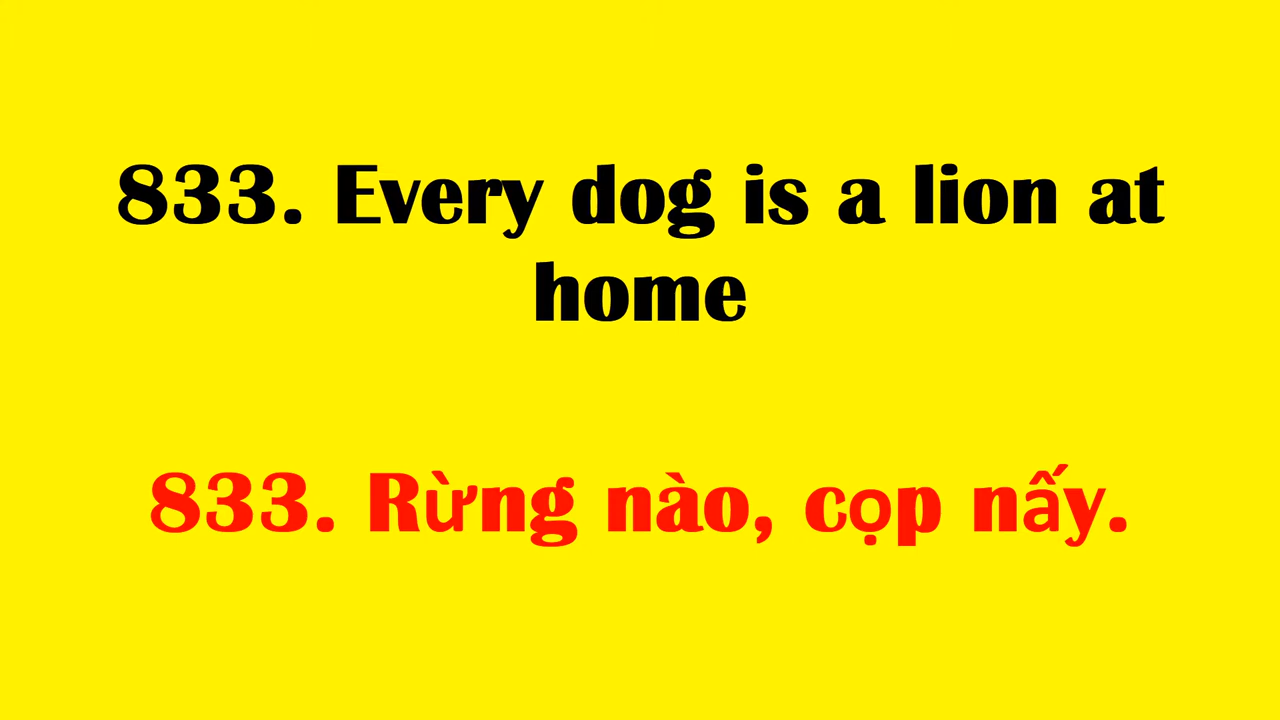 833. Every dog is a lion at
home
833. Rừng nào, cọp nấy.